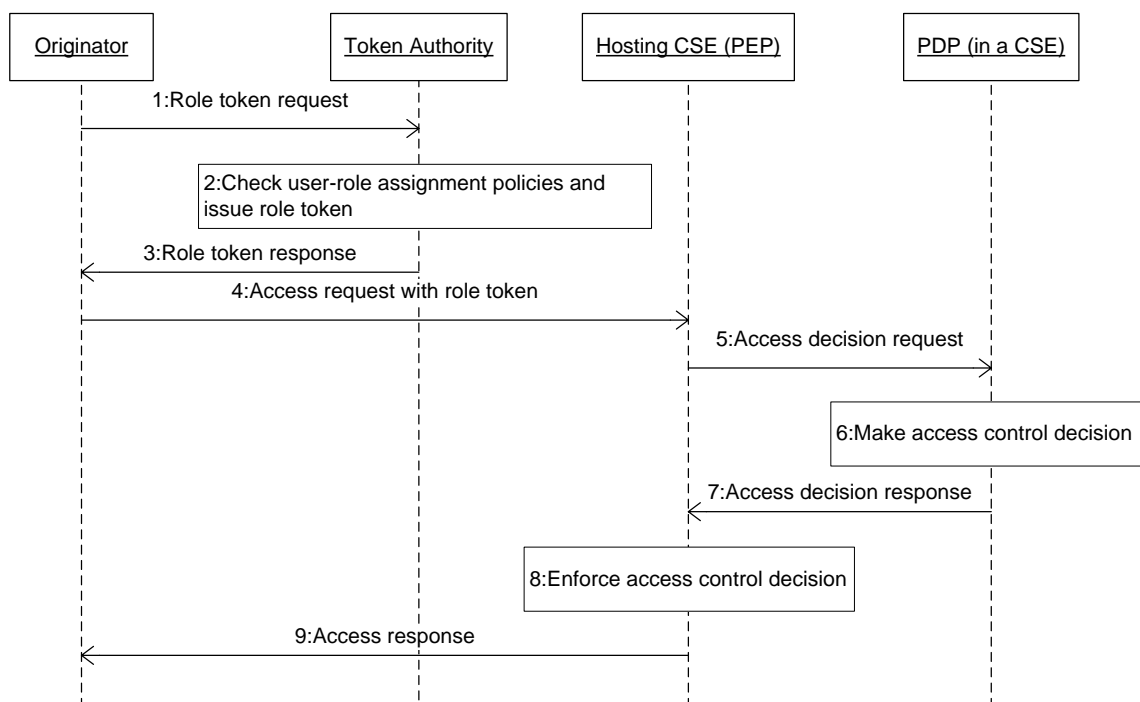 Originator
Token Authority
Hosting CSE (PEP)
PDP (in a CSE)
1:Role token request
2:Check user-role assignment policies and
issue role token
3:Role token response
4:Access request with role token
5:Access decision request
6:Make access control decision
7:Access decision response
8:Enforce access control decision
9:Access response